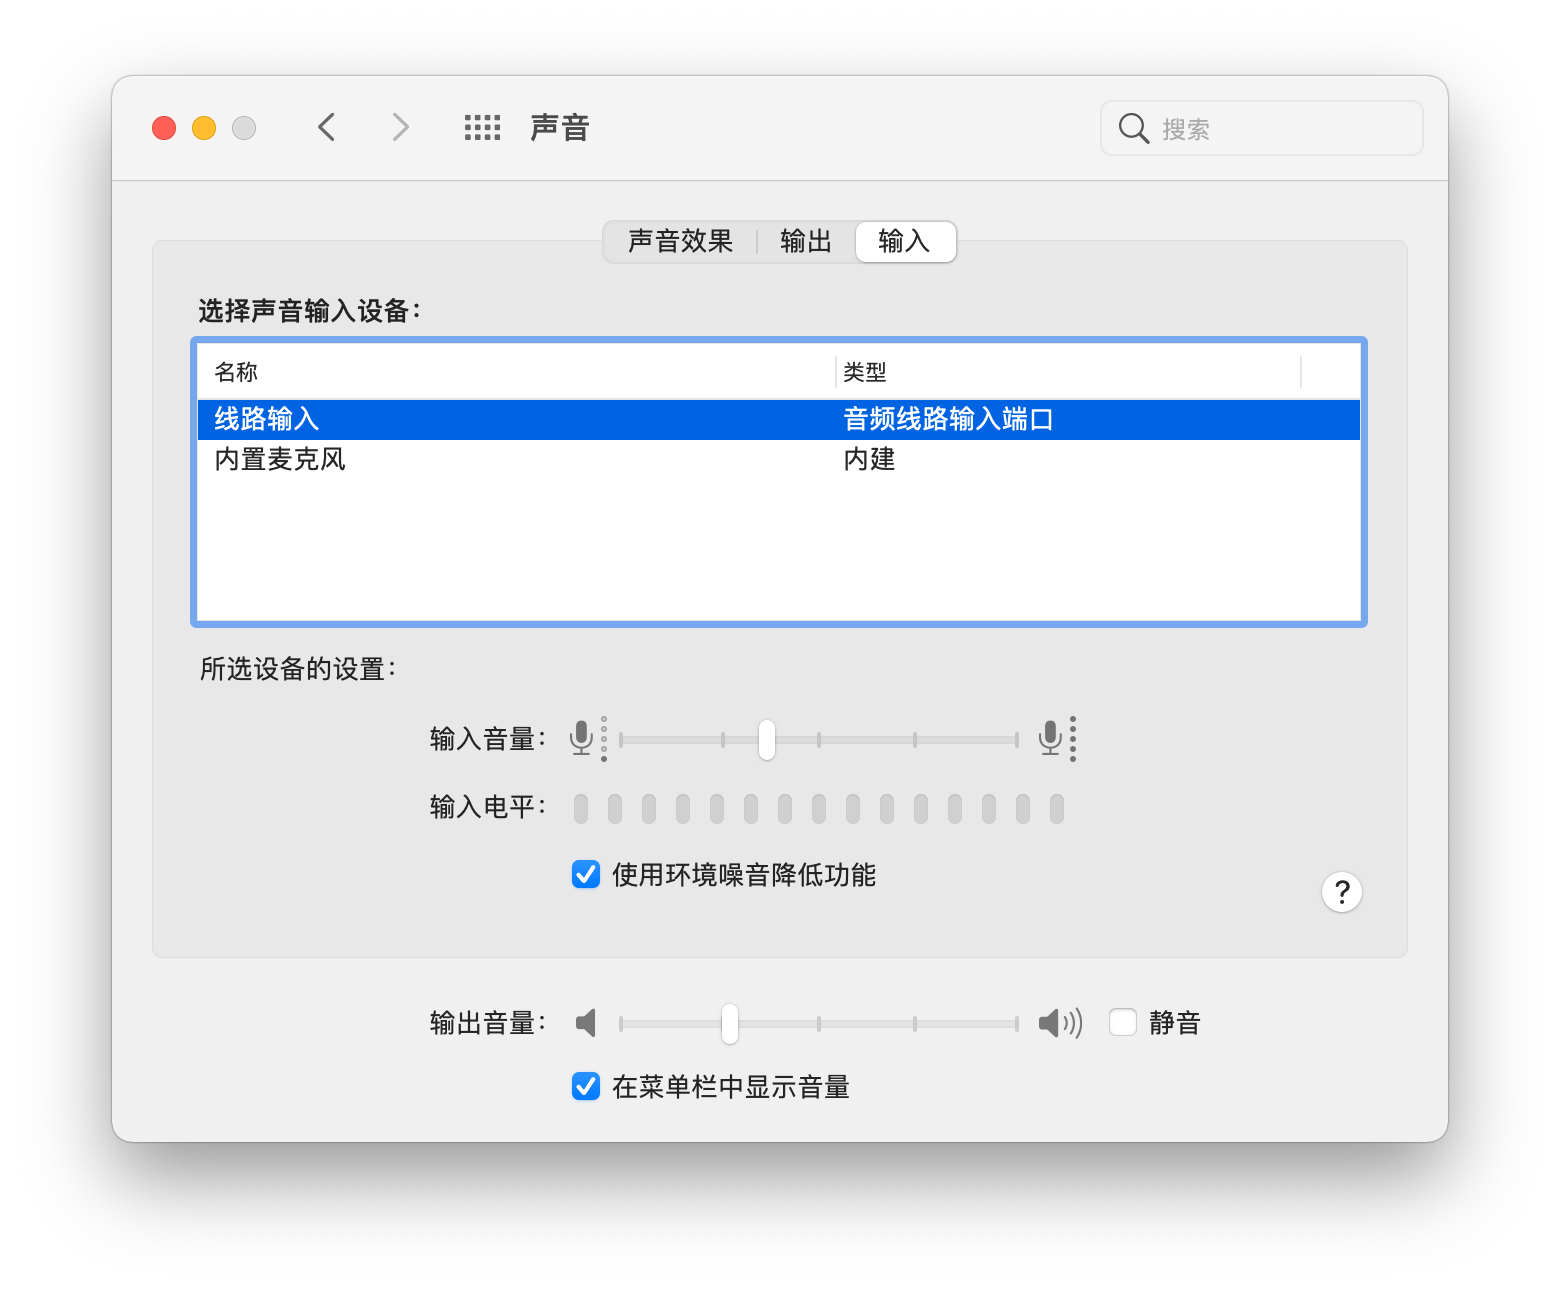 声音
搜索
声音效果 输出 输入
选择声音输入设备：
名称 类型
线路输入 音频线路输入端口
内置麦克风 内建
所选设备的设置：
输入音量：
输入电平：
使用环境噪音降低功能
?
输出音量： 静音
在菜单栏中显示音量